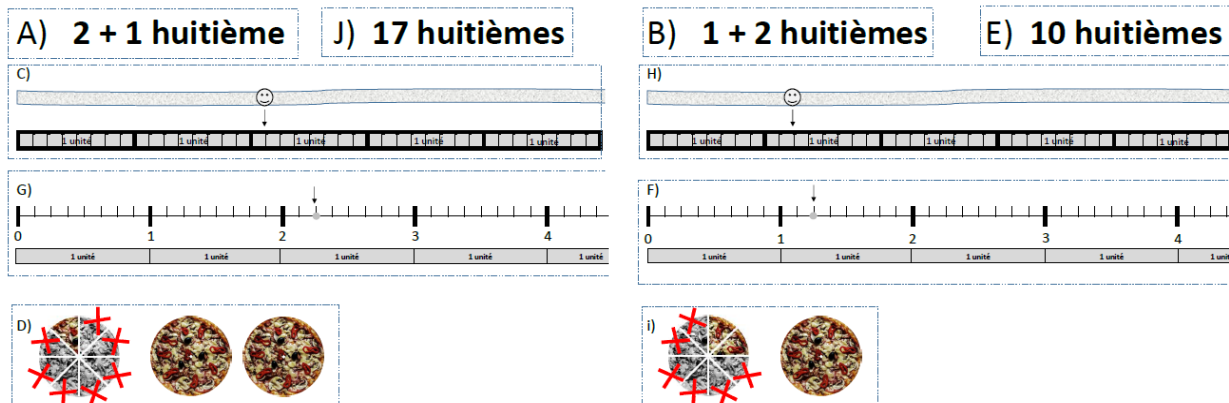 A) 2 + 1 huitième
J) 17 huitièmes
B) 1 + 2 huitièmes
E) 10 huitièmes
C)
1 unité 1 unité 1 unité 1 unité 1 unité
H)
1 unité 1 unité 1 unité 1 unité 1 unité
G)
0 1 2 3 4
1 unité 1 unité 1 unité 1 unité 1 unité
F)
0 1 2 3 4
1 unité 1 unité 1 unité 1 unité 1 unité
D)
i)